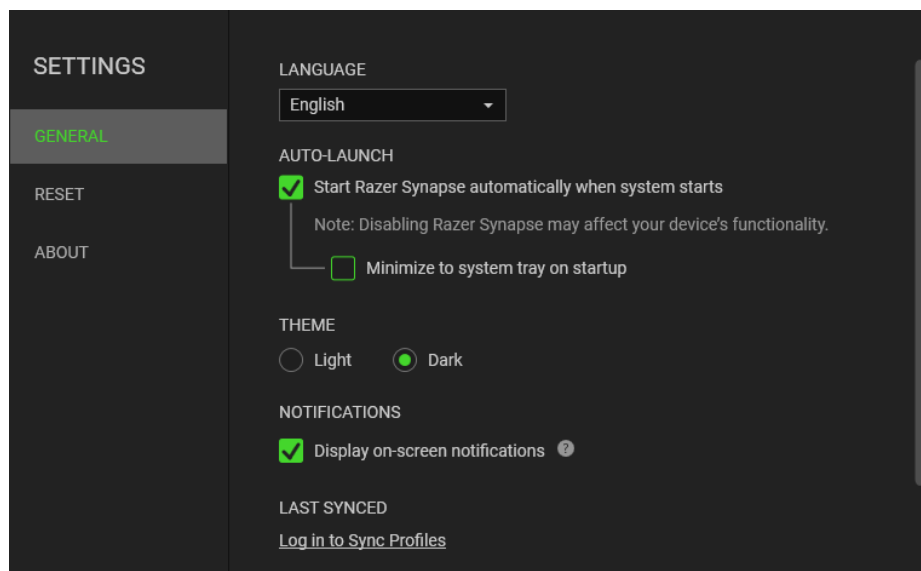 SETTINGS
GENERAL
RESET
ABOUT
LANGUAGE
English
AUTO-LAUNCH
Start Razer Synapse automatically when system starts
Note: Disabling Razer Synapse may affect your device’s functionality.
Minimize to system tray on startup
THEME
Light Dark
NOTIFICATIONS
Display on-screen notifications ?
LAST SYNCED
Log in to Sync Profiles